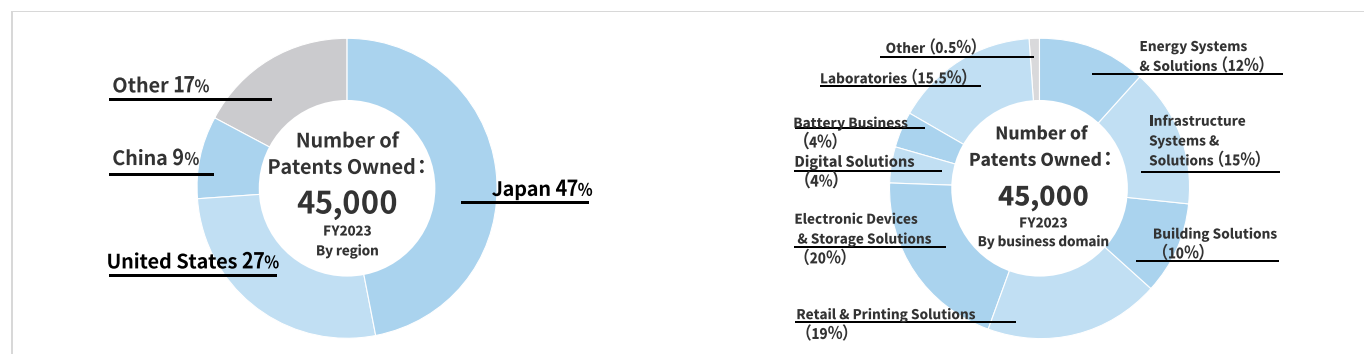 Other 17%
China 9%
United States 27%
Japan 47%
Number of
Patents Owned：
45,000
FY2023
By region
Other（0.5%）
Laboratories（15.5%）
Battery Business
（4%）
Digital Solutions
（4%）
Electronic Devices
& Storage Solutions
（20%）
Retail & Printing Solutions
（19%）
Number of
Patents Owned：
45,000
FY2023
By business domain
Energy Systems
& Solutions（12%）
Infrastructure
Systems &
Solutions（15%）
Building Solutions
（10%）